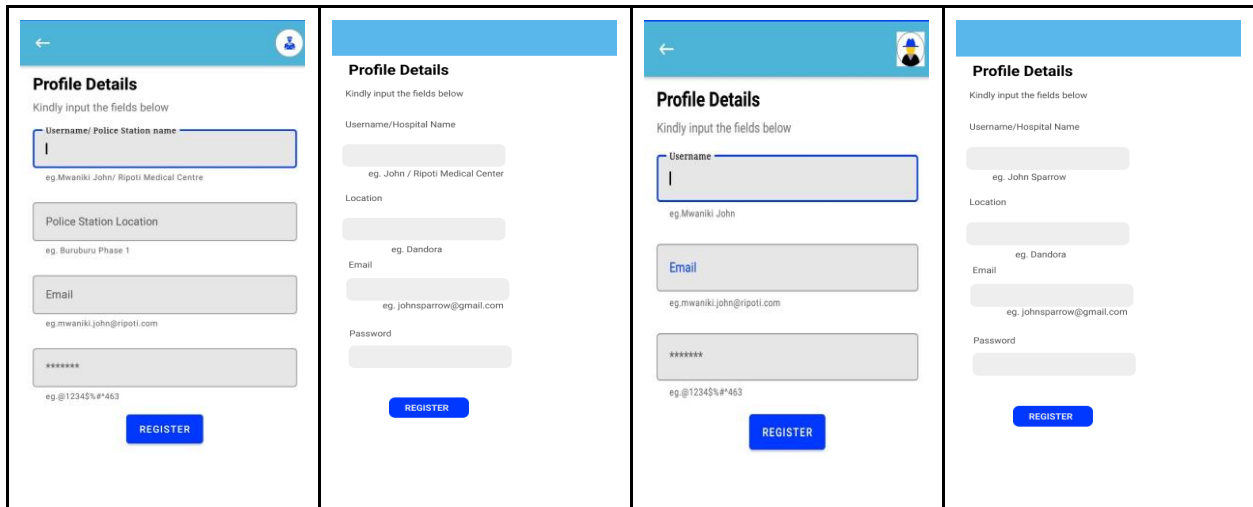 Profile Details
Kindly input the fields below
Username/ Police Station name
eg.Mwaniki John/ Ripoti Medical Centre
Police Station Location
eg. Buruburu Phase 1
Email
eg.mwaniki.john@ripoti.com
*******
eg.@1234$%#^463
REGISTER
Profile Details
Kindly input the fields below
Username/Hospital Name
eg. John / Ripoti Medical Center
Location
eg. Dandora
Email
eg. johnsparrow@gmail.com
Password
REGISTER
Profile Details
Kindly input the fields below
Username
eg.Mwaniki John
Email
eg.mwaniki.john@ripoti.com
*******
eg.@1234$%#^463
REGISTER
Profile Details
Kindly input the fields below
Username/Hospital Name
eg. John Sparrow
Location
eg. Dandora
Email
eg. johnsparrow@gmail.com
Password
REGISTER